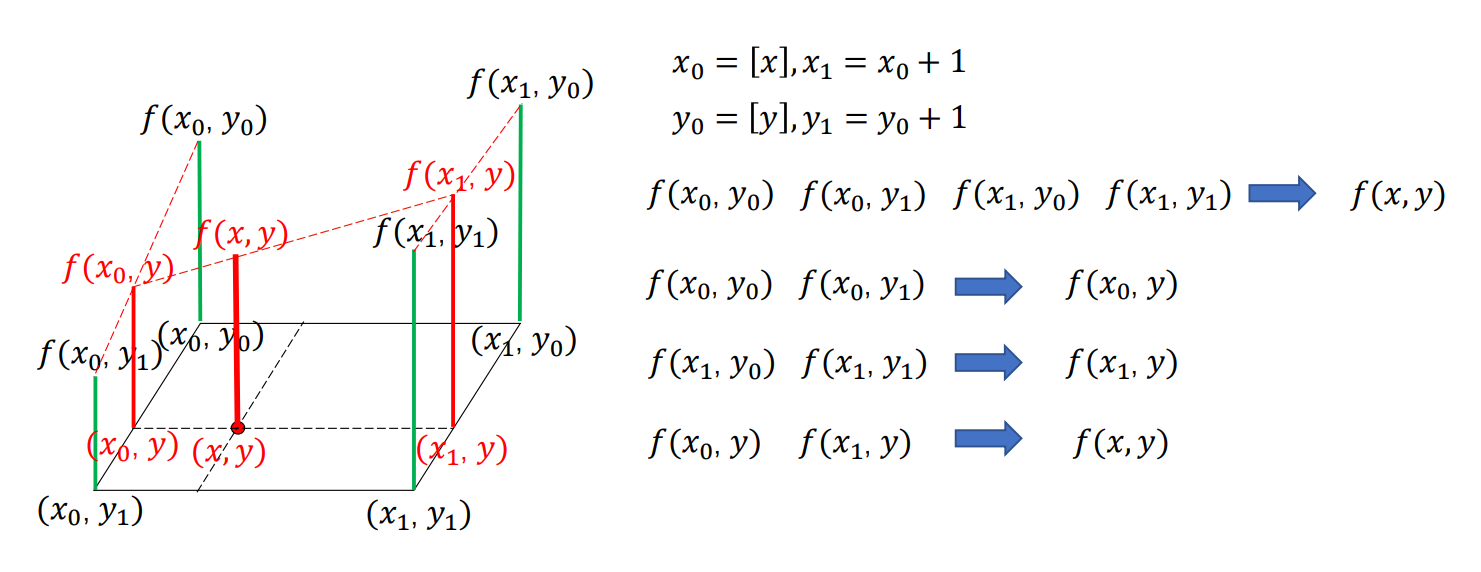 f(x₁, y₀)
f(x₀, y₀)
f(x₁, y)
f(x, y)
f(x₁, y₁)
f(x₀, y)
f(x₀, y₁)
(x₀, y₀)
(x₁, y₀)
(x₀, y)
(x, y)
(x₁, y)
(x₀, y₁)
(x₁, y₁)
x₀ = [x], x₁ = x₀ + 1
y₀ = [y], y₁ = y₀ + 1
f(x₀, y₀) f(x₀, y₁) f(x₁, y₀) f(x₁, y₁) f(x, y)
f(x₀, y₀) f(x₀, y₁) f(x₀, y)
f(x₁, y₀) f(x₁, y₁) f(x₁, y)
f(x₀, y) f(x₁, y) f(x, y)